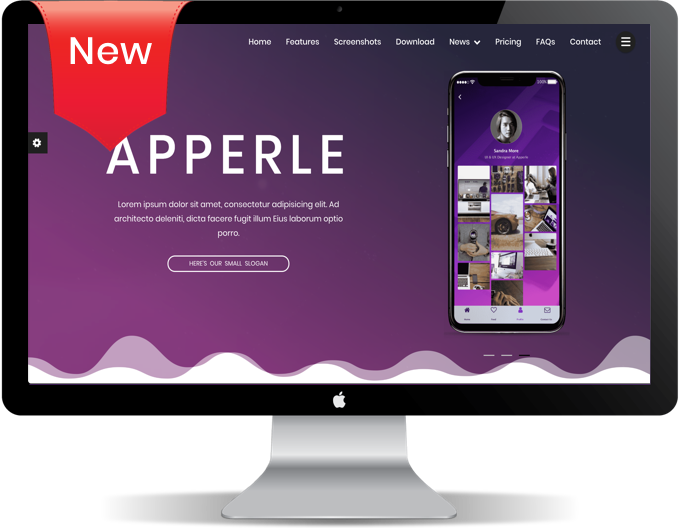 New
Home Features Screenshots Download News Pricing FAQs Contact
APPERLE
Lorem ipsum dolor sit amet, consectetur adipisicing elit. Ad
architecto deleniti, dicta facere fugit illum Eius laborum optio
porro.
HERE'S OUR SMALL SLOGAN
100%
Sandra More
UI & UX Designer at Apperle